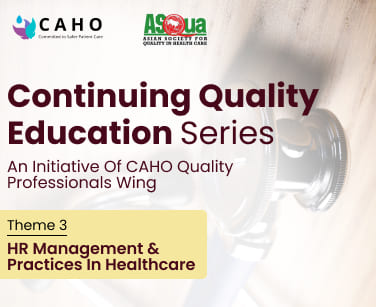 CAHO
Committed to Safer Patient Care
ASQua
ASIAN SOCIETY FOR
QUALITY IN HEALTH CARE
Continuing Quality
Education Series
An Initiative Of CAHO Quality
Professionals Wing
Theme 3
HR Management &
Practices In Healthcare